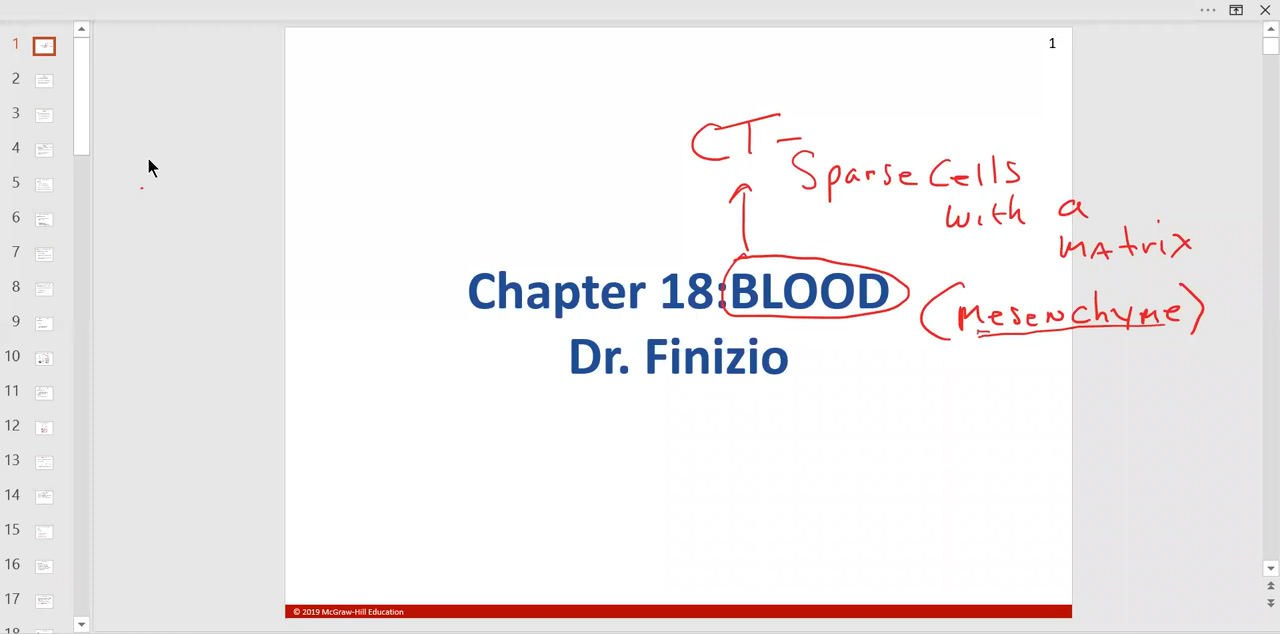 1
CT-
Sparse Cells
with a
matrix
Chapter 18:BLOOD
(Mesenchyme)
Dr. Finizio
© 2019 McGraw-Hill Education
1
2
3
4
5
6
7
8
9
10
11
12
13
14
15
16
17
18